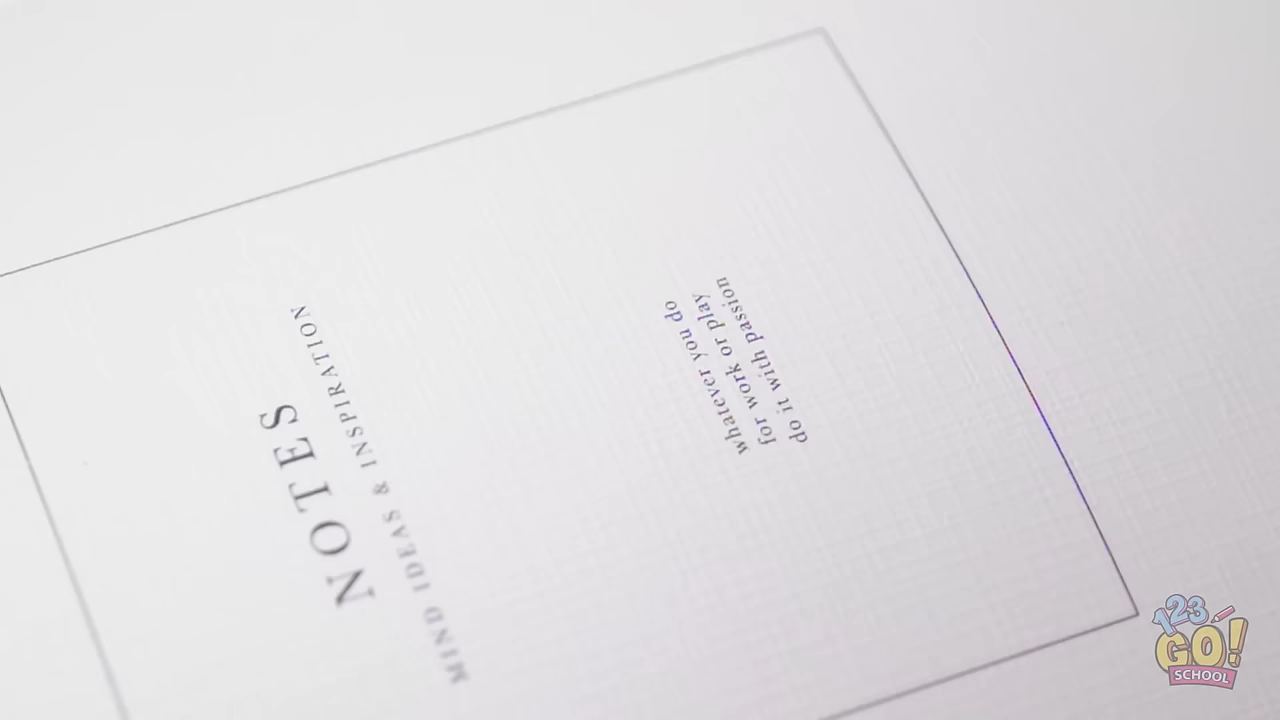 NOTES
MIND IDEAS & INSPIRATION
whatever you do
for work or play
do it with passion
123
GO!
SCHOOL